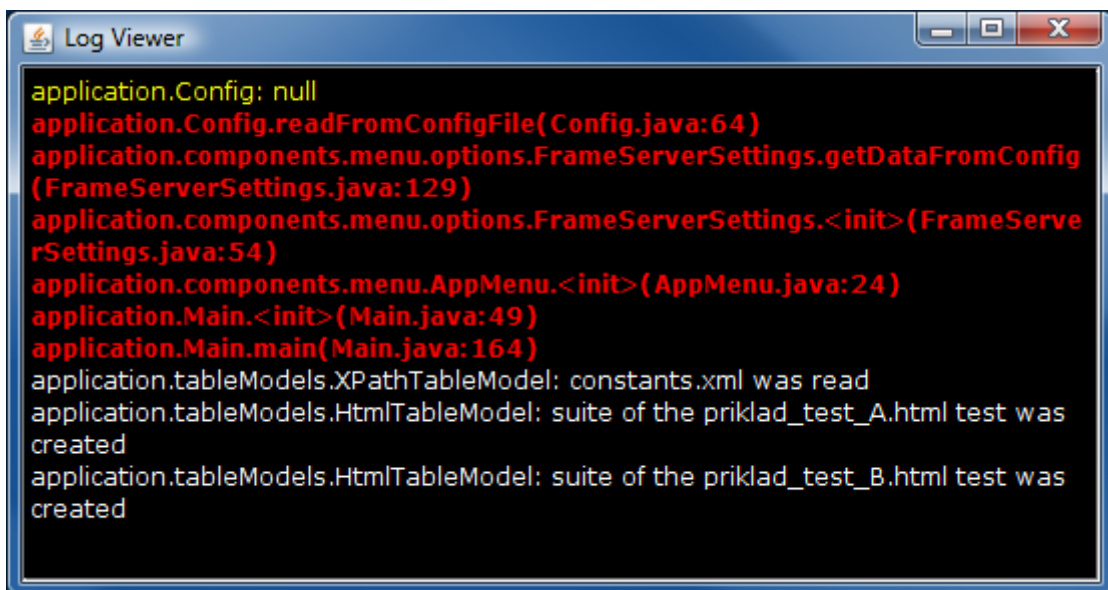 Log Viewer
application.Config: null
application.Config.readFromConfigFile(Config.java:64)
application.components.menu.options.FrameServerSettings.getDataFromConfig
(FrameServerSettings.java:129)
application.components.menu.options.FrameServerSettings.<init>(FrameServe
rSettings.java:54)
application.components.menu.AppMenu.<init>(AppMenu.java:24)
application.Main.<init>(Main.java:49)
application.Main.main(Main.java:164)
application.tableModels.XPathTableModel: constants.xml was read
application.tableModels.HtmlTableModel: suite of the priklad_test_A.html test was
created
application.tableModels.HtmlTableModel: suite of the priklad_test_B.html test was
created